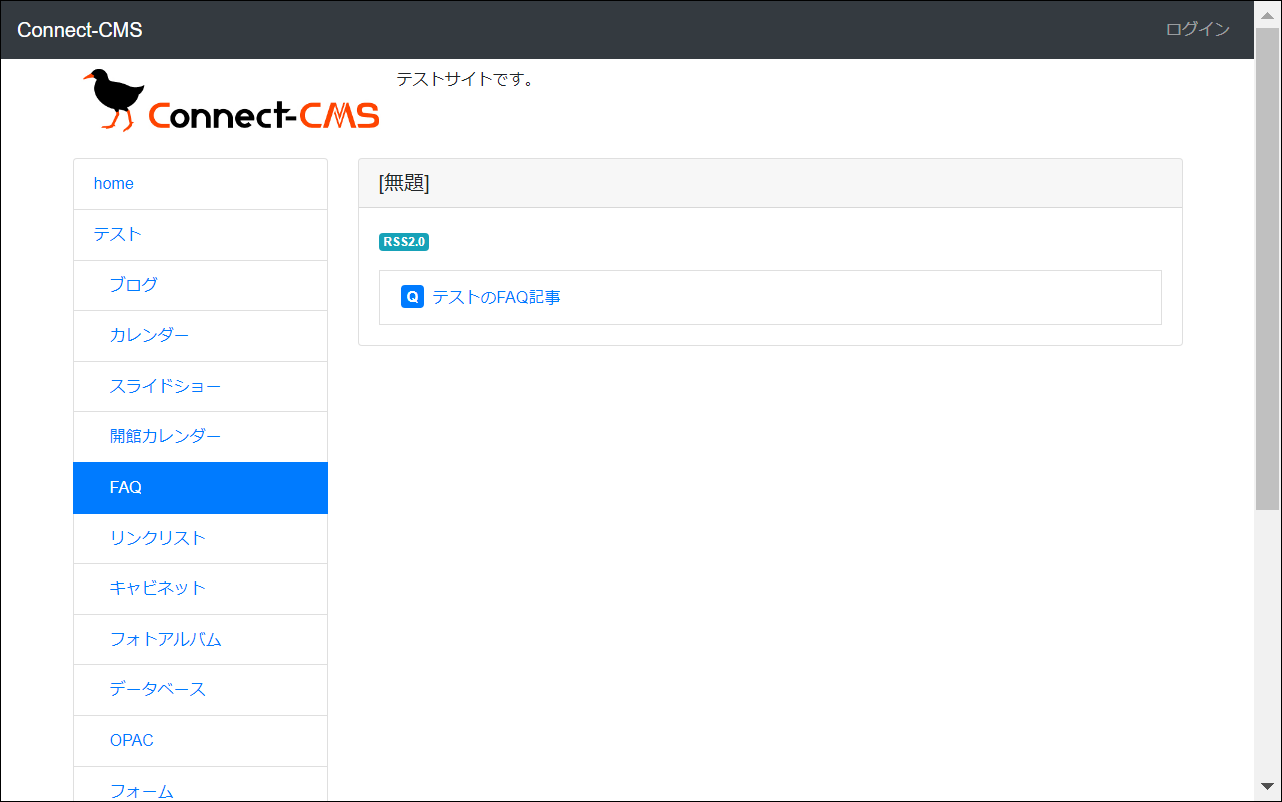 Connect-CMS
ログイン
Connect-CMS
テストサイトです。
home
テスト
ブログ
カレンダー
スライドショー
開館カレンダー
FAQ
リンクリスト
キャビネット
フォトアルバム
データベース
OPAC
フォーム
[無題]
RSS2.0
Q テストのFAQ記事